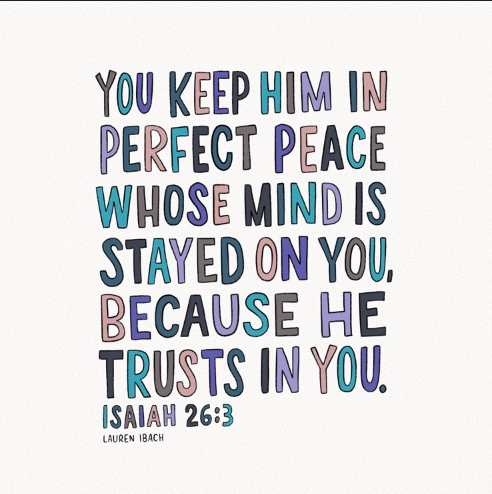 YOU KEEP HIM IN
PERFECT PEACE
WHOSE MIND IS
STAYED ON YOU,
BECAUSE HE
TRUSTS IN YOU.
ISAIAH 26:3
LAUREN IBACH